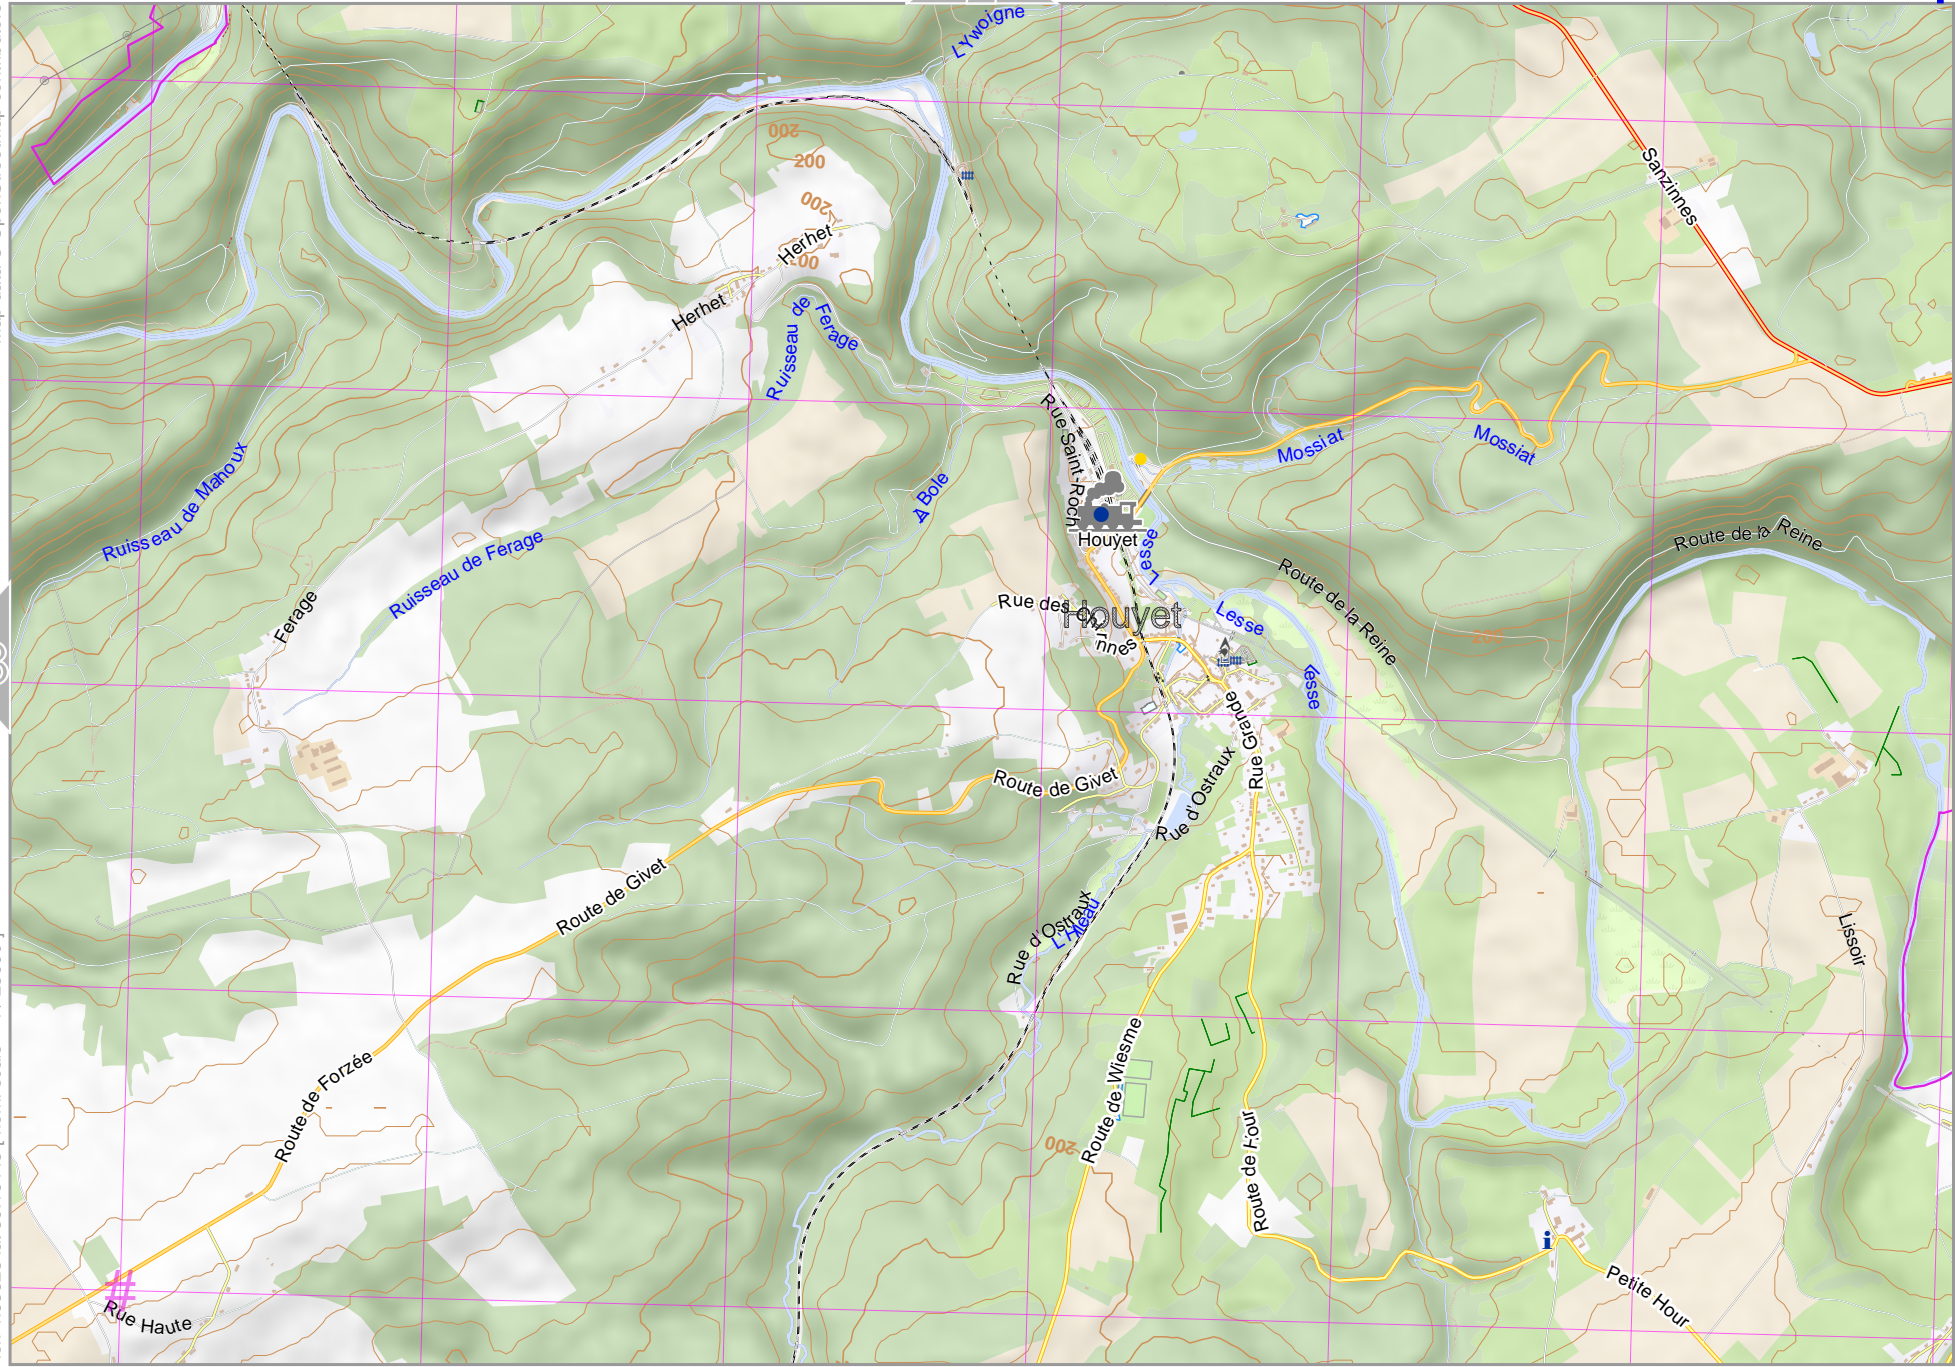 L'Ywoigne
Sanzinnes
200
200
200
Herhet
Herhet
Ruisseau de
Ferage
Rue Saint-Roch
Mossiat
Mossiat
Ruisseau de Mahoux
A Bole
Houyet
Lesse
Route de la Reine
Route de la Reine
Ruisseau de Ferage
Ferage
Rue des
nnes
Houyet
Lesse
Lesse
200
Rue Grande
Route de Givet
Rue d'Ostraux
Route de Givet
Rue d'Ostraux
L'Hileau
Lissoir
Route de Forzée
Route de Wiesme
200
Route de Hour
Petite Hour
Rue Haute